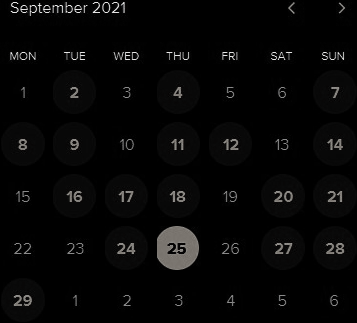 September 2021
MON TUE WED THU FRI SAT SUN
1 2 3 4 5 6 7
8 9 10 11 12 13 14
15 16 17 18 19 20 21
22 23 24 25 26 27 28
29 1 2 3 4 5 6